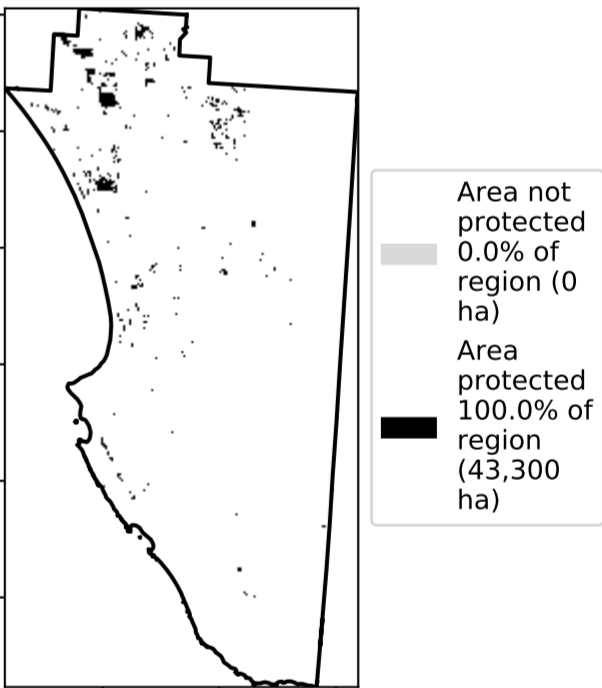 Area not
protected
0.0% of
region (0
ha)
Area
protected
100.0% of
region
(43,300
ha)